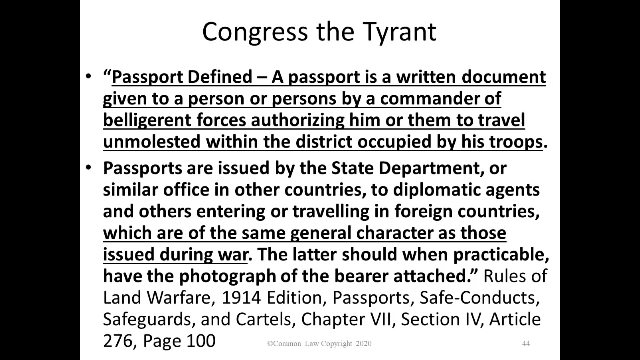 Congress the Tyrant
• “Passport Defined – A passport is a written document
given to a person or persons by a commander of
belligerent forces authorizing him or them to travel
unmolested within the district occupied by his troops.
• Passports are issued by the State Department, or
similar office in other countries, to diplomatic agents
and others entering or travelling in foreign countries,
which are of the same general character as those
issued during war. The latter should when practicable,
have the photograph of the bearer attached.” Rules of
Land Warfare, 1914 Edition, Passports, Safe-Conducts,
Safeguards, and Cartels, Chapter VII, Section IV, Article
276, Page 100
©Common Law Copyright 2020
44